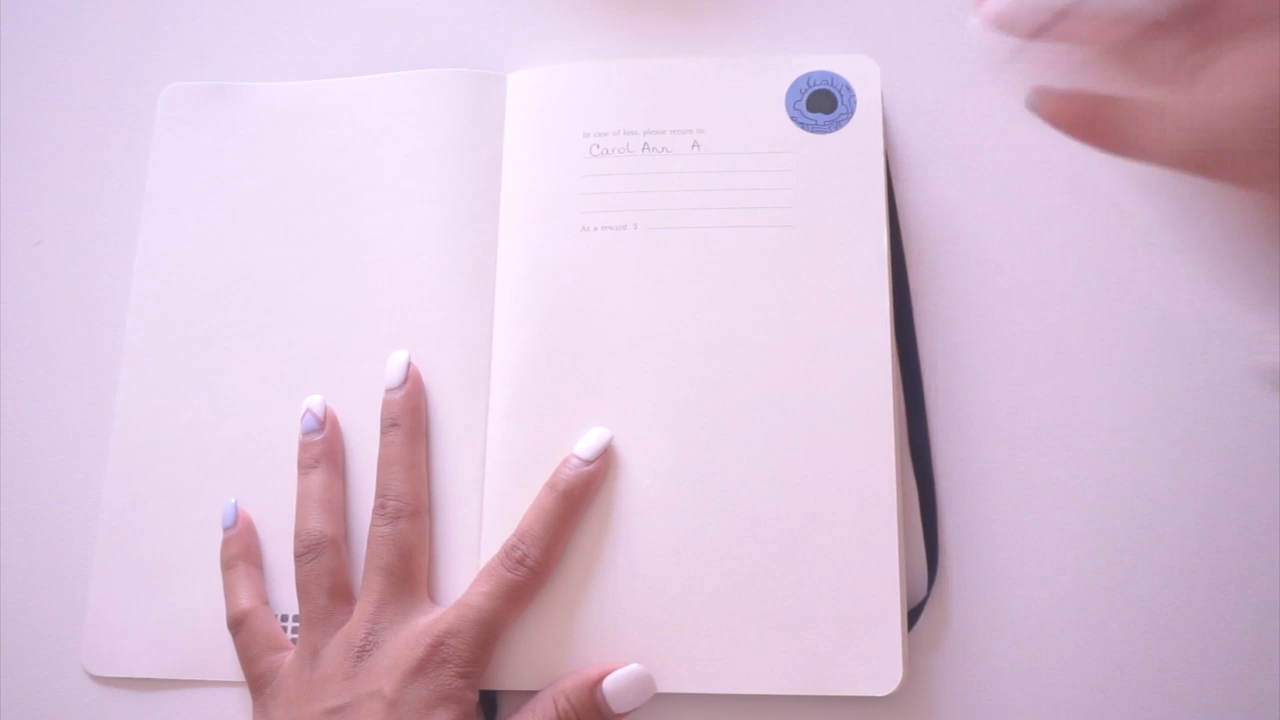 In case of loss, please return to:
Carol Ann A
As a reward: $